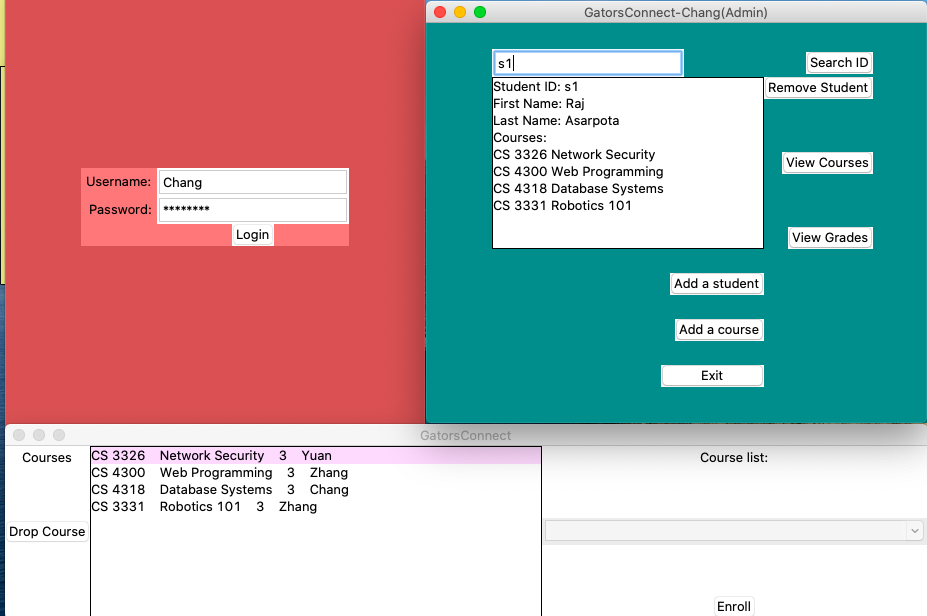 Username: Chang
Password: ********
Login
GatorsConnect-Chang(Admin)
s1
Search ID
Remove Student
Student ID: s1
First Name: Raj
Last Name: Asarpota
Courses:
CS 3326 Network Security
CS 4300 Web Programming
CS 4318 Database Systems
CS 3331 Robotics 101
View Courses
View Grades
Add a student
Add a course
Exit
GatorsConnect
Courses
CS 3326 Network Security 3 Yuan
CS 4300 Web Programming 3 Zhang
CS 4318 Database Systems 3 Chang
CS 3331 Robotics 101 3 Zhang
Drop Course
Course list:
Enroll